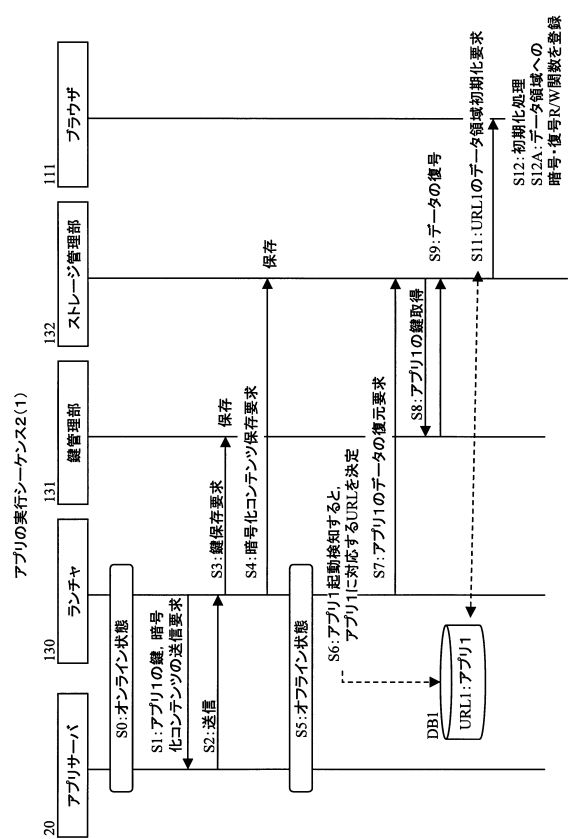 アプリの実行シーケンス2(1)
20
アプリサーバ
130
ランチャ
131
鍵管理部
132
ストレージ管理部
111
ブラウザ
S0:オンライン状態
S1:アプリ1の鍵，暗号
化コンテンツの送信要求
S2:送信
S3:鍵保存要求
保存
S4:暗号化コンテンツ保存要求
保存
S5:オフライン状態
S6:アプリ1起動検知すると，
アプリ1に対応するURLを決定
DB1
URL1:アプリ1
S7:アプリ1のデータの復元要求
S8:アプリ1の鍵取得
S9:データの復号
S11:URL1のデータ領域初期化要求
S12:初期化処理
S12A:データ領域への
暗号・復号R/W関数を登録